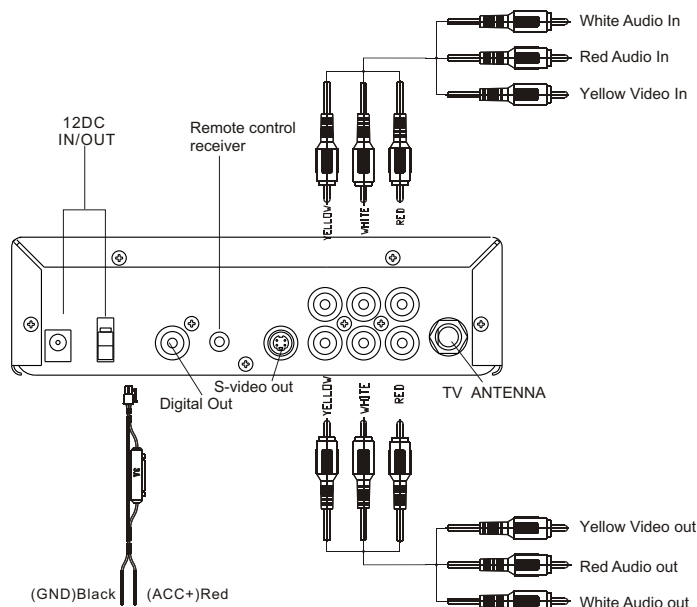 White Audio In
Red Audio In
Yellow Video In
12DC
IN/OUT
Remote control
receiver
YELLOW
WHITE
RED
S-video out
Digital Out
TV ANTENNA
YELLOW
WHITE
RED
3A
Yellow Video out
Red Audio out
White Audio out
(GND)Black
(ACC+)Red